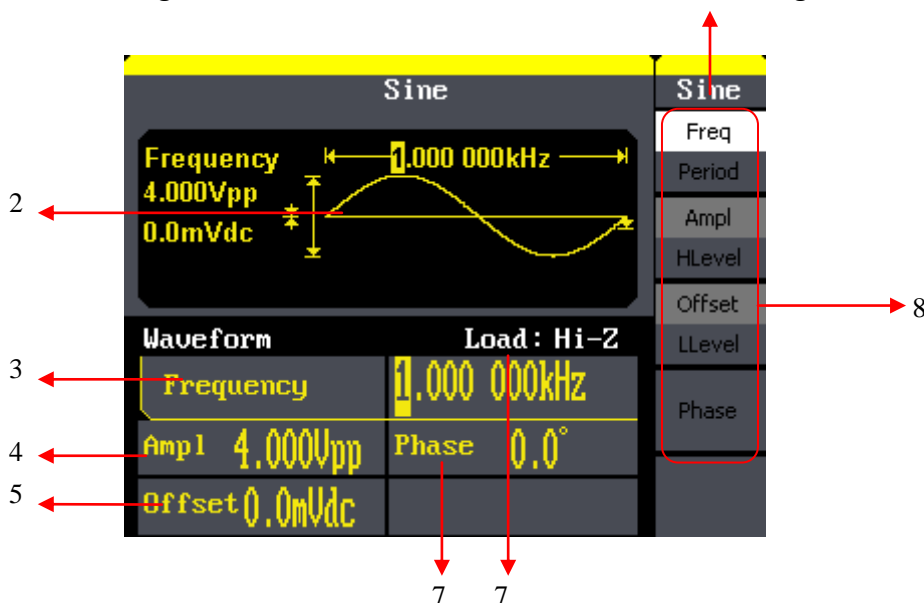 Sine
Sine
Frequency
1.000 000kHz
4.000Vpp
0.0mVdc
Freq
Period
Ampl
HLevel
Offset
LLevel
Phase
2
8
Waveform
Load: Hi-Z
3
Frequency
1.000 000kHz
4
Ampl 4.000Vpp
Phase 0.0°
5
Offset 0.0mVdc
7
7